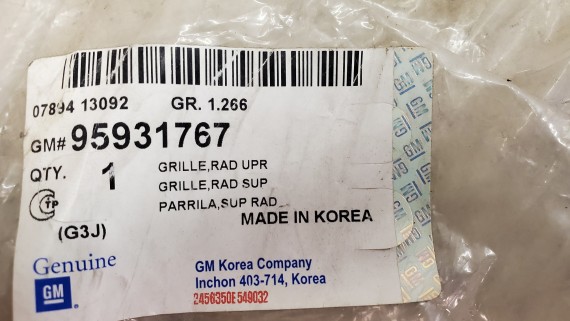 07894 13092 GR. 1.266
GM# 95931767
QTY. 1 GRILLE,RAD UPR
GRILLE,RAD SUP
PARRILA,SUP RAD
MADE IN KOREA
(G3J)
Genuine
GM
GM Korea Company
Inchon 403-714, Korea
2456350E549032